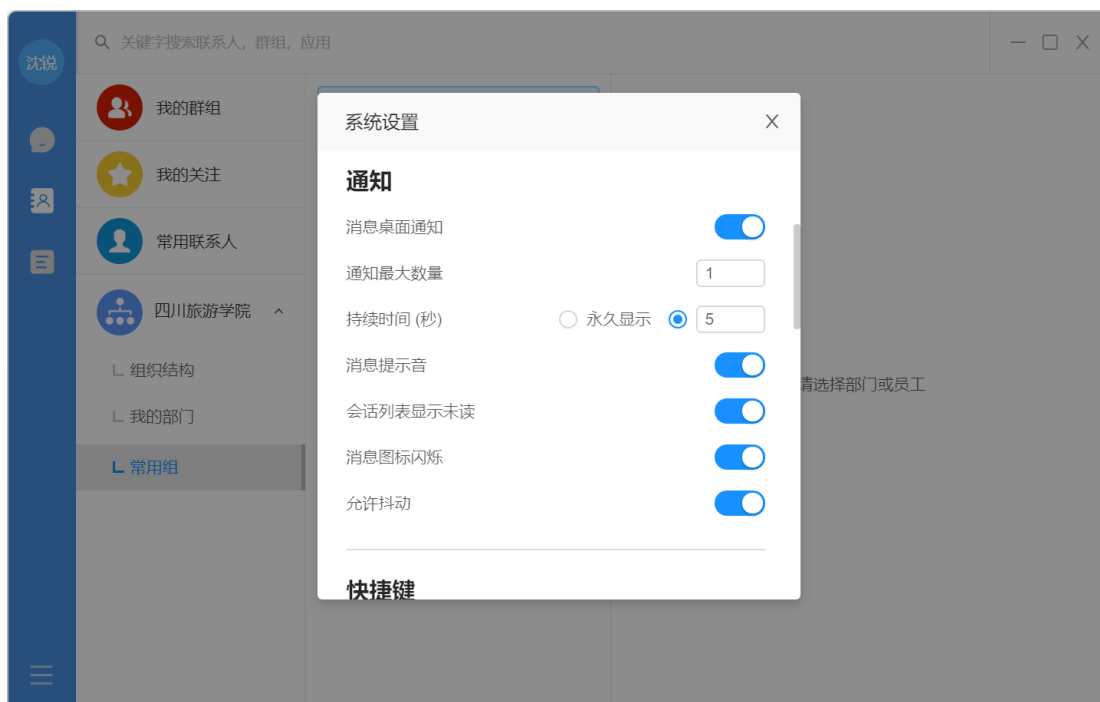 关键字搜索联系人，群组，应用
沈锐
我的群组
我的关注
常用联系人
四川旅游学院
组织结构
我的部门
常用组
系统设置
通知
消息桌面通知
通知最大数量
1
持续时间 (秒)
永久显示
5
消息提示音
会话列表显示未读
消息图标闪烁
允许抖动
快捷键
请选择部门或员工